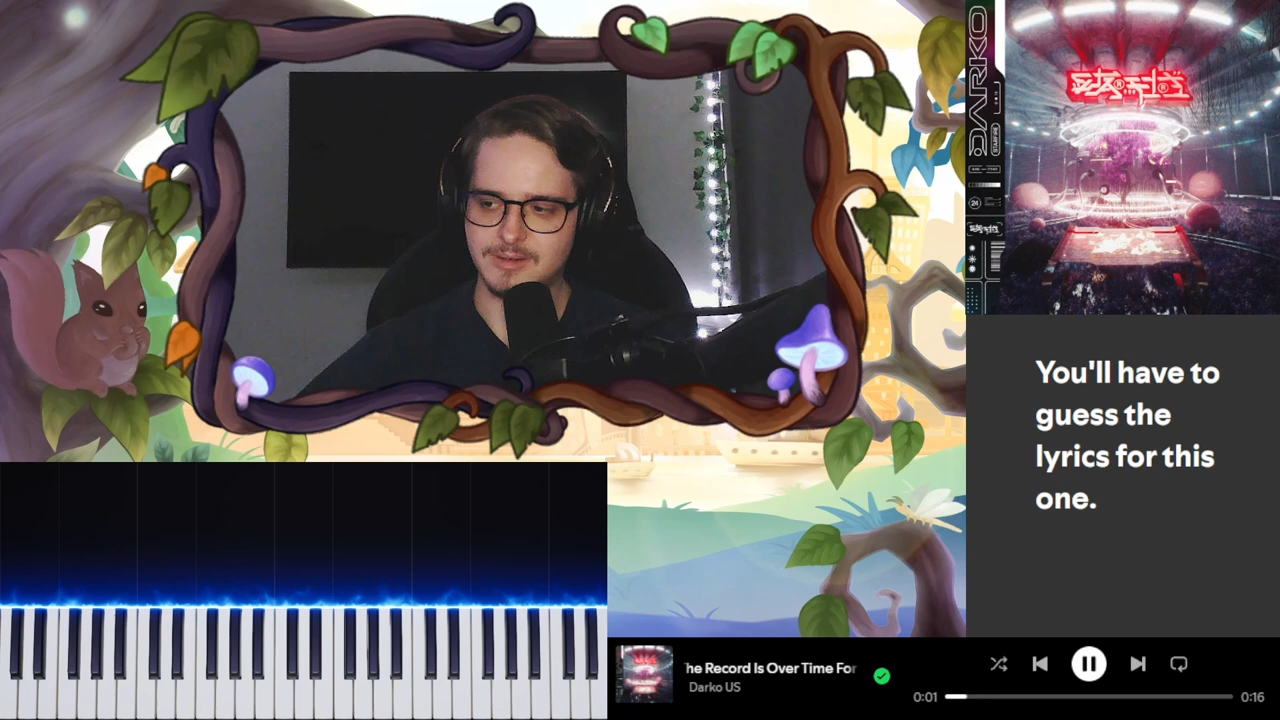 DARKO
You'll have to
guess the
lyrics for this
one.
he Record Is Over Time For
Darko US
0:01
0:16